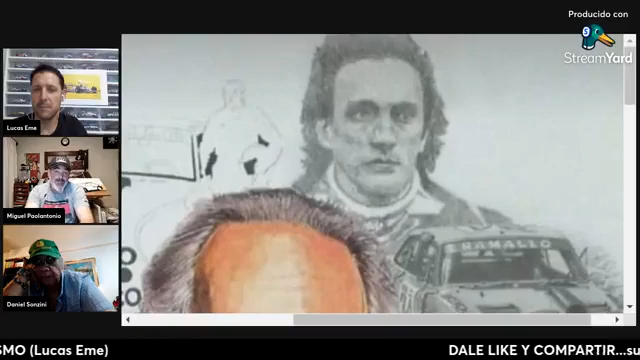 Producido con
StreamYard
Lucas Eme
Miguel Paolantonio
Daniel Sonzini
RAMALLO
SMO (Lucas Eme)
DALE LIKE Y COMPARTIR...su